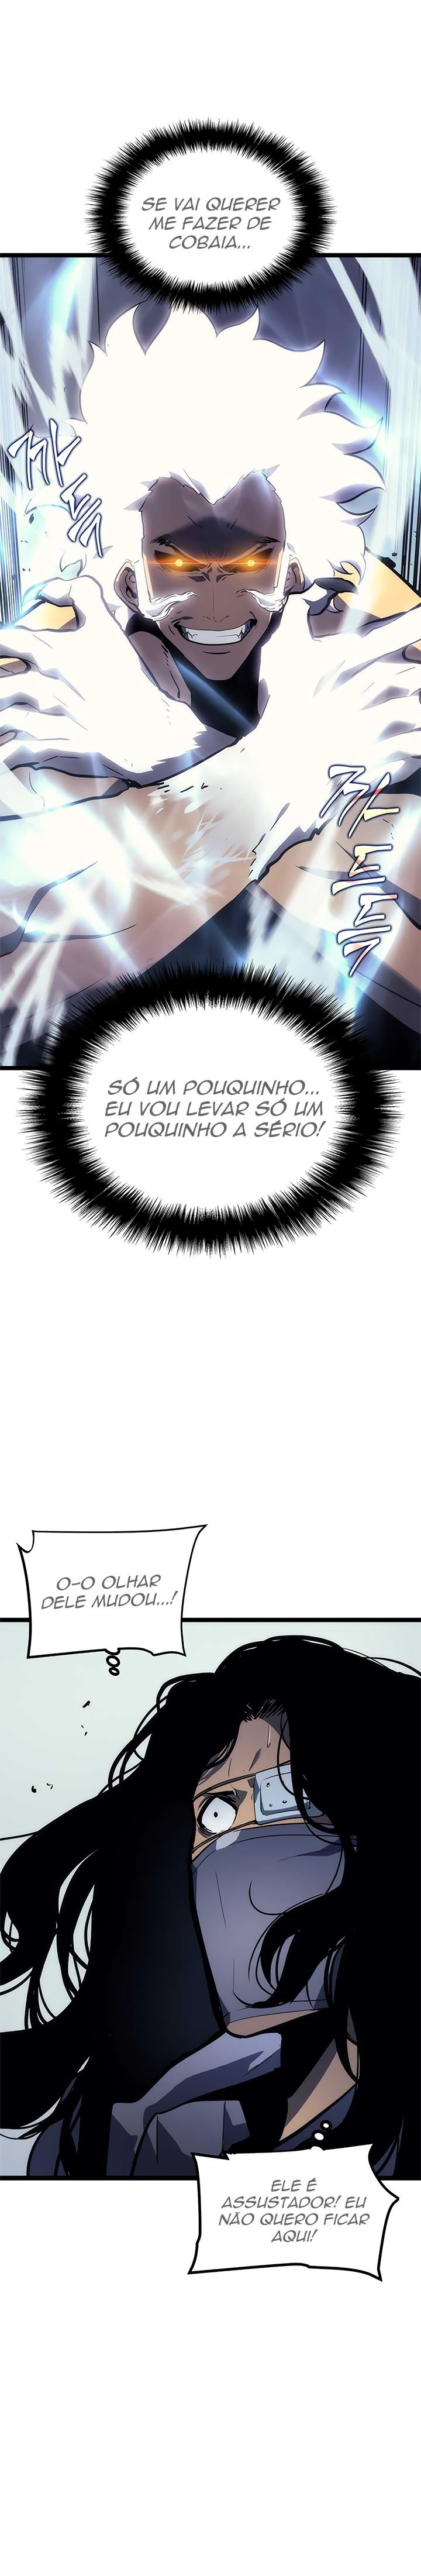 SE VAI QUERER
ME FAZER DE
COBAIA...
SÓ UM POUQUINHO...
EU VOU LEVAR SÓ UM
POUQUINHO A SÉRIO!
O-O OLHAR
DELE MUDOU...!
ELE É
ASSUSTADOR! EU
NÃO QUERO FICAR
AQUI!